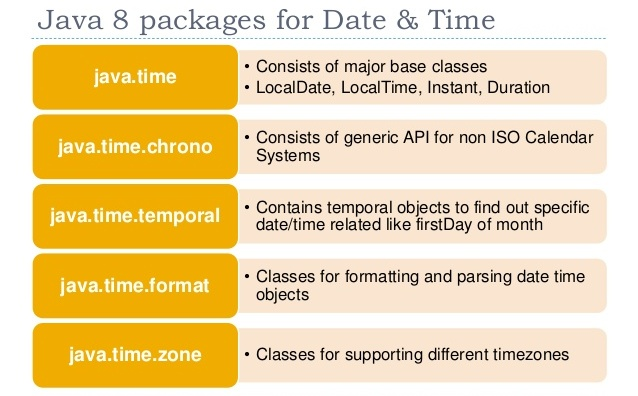 Java 8 packages for Date & Time
java.time
• Consists of major base classes
• LocalDate, LocalTime, Instant, Duration
java.time.chrono
• Consists of generic API for non ISO Calendar
Systems
java.time.temporal
• Contains temporal objects to find out specific
date/time related like firstDay of month
java.time.format
• Classes for formatting and parsing date time
objects
java.time.zone
• Classes for supporting different timezones